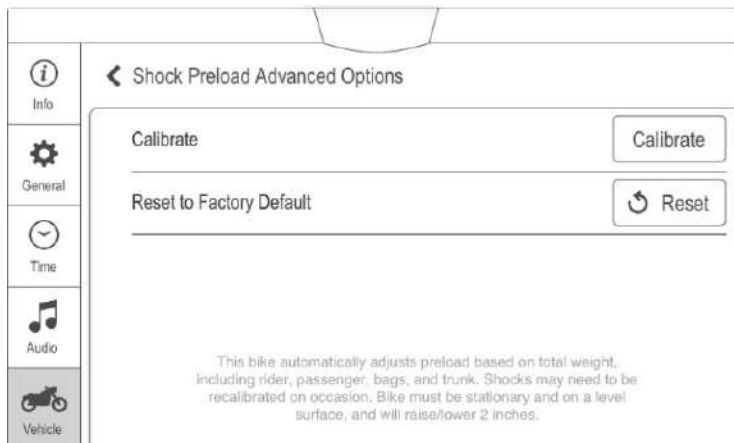 Shock Preload Advanced Options
Info
Calibrate
Calibrate
General
Reset to Factory Default
Reset
Time
Audio
This bike automatically adjusts preload based on total weight,
including rider, passenger, bags, and trunk. Shocks may need to be
recalibrated on occasion. Bike must be stationary and on a level
surface, and will raise/lower 2 inches.
Vehicle